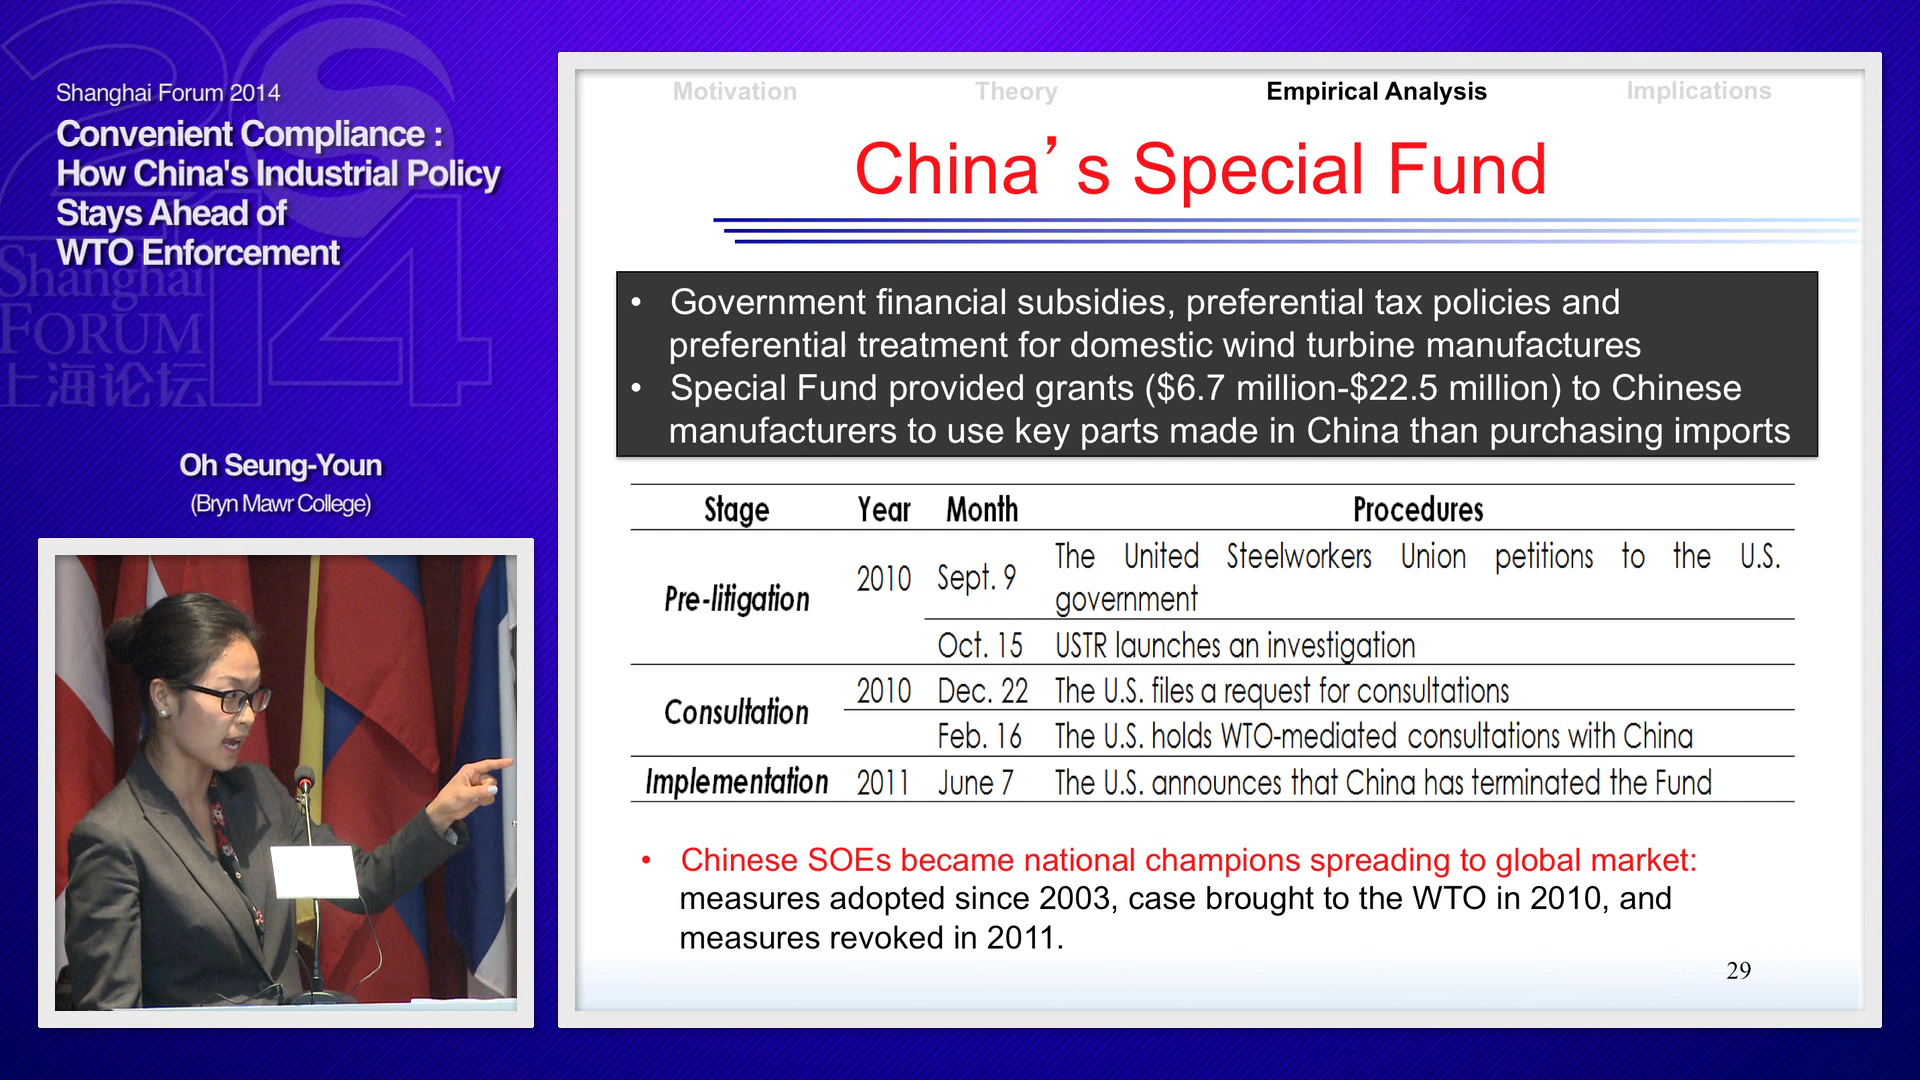 Shanghai Forum 2014
Convenient Compliance :
How China's Industrial Policy
Stays Ahead of
WTO Enforcement
Shanghai
FORUM
上海论坛
2014
Oh Seung-Youn
(Bryn Mawr College)
Motivation Theory Empirical Analysis Implications
China’s Special Fund
• Government financial subsidies, preferential tax policies and
preferential treatment for domestic wind turbine manufactures
• Special Fund provided grants ($6.7 million-$22.5 million) to Chinese
manufacturers to use key parts made in China than purchasing imports
Stage Year Month Procedures
Pre-litigation 2010 Sept. 9 The United Steelworkers Union petitions to the U.S.
government
Oct. 15 USTR launches an investigation
Consultation 2010 Dec. 22 The U.S. files a request for consultations
Feb. 16 The U.S. holds WTO-mediated consultations with China
Implementation 2011 June 7 The U.S. announces that China has terminated the Fund
• Chinese SOEs became national champions spreading to global market:
measures adopted since 2003, case brought to the WTO in 2010, and
measures revoked in 2011.
29